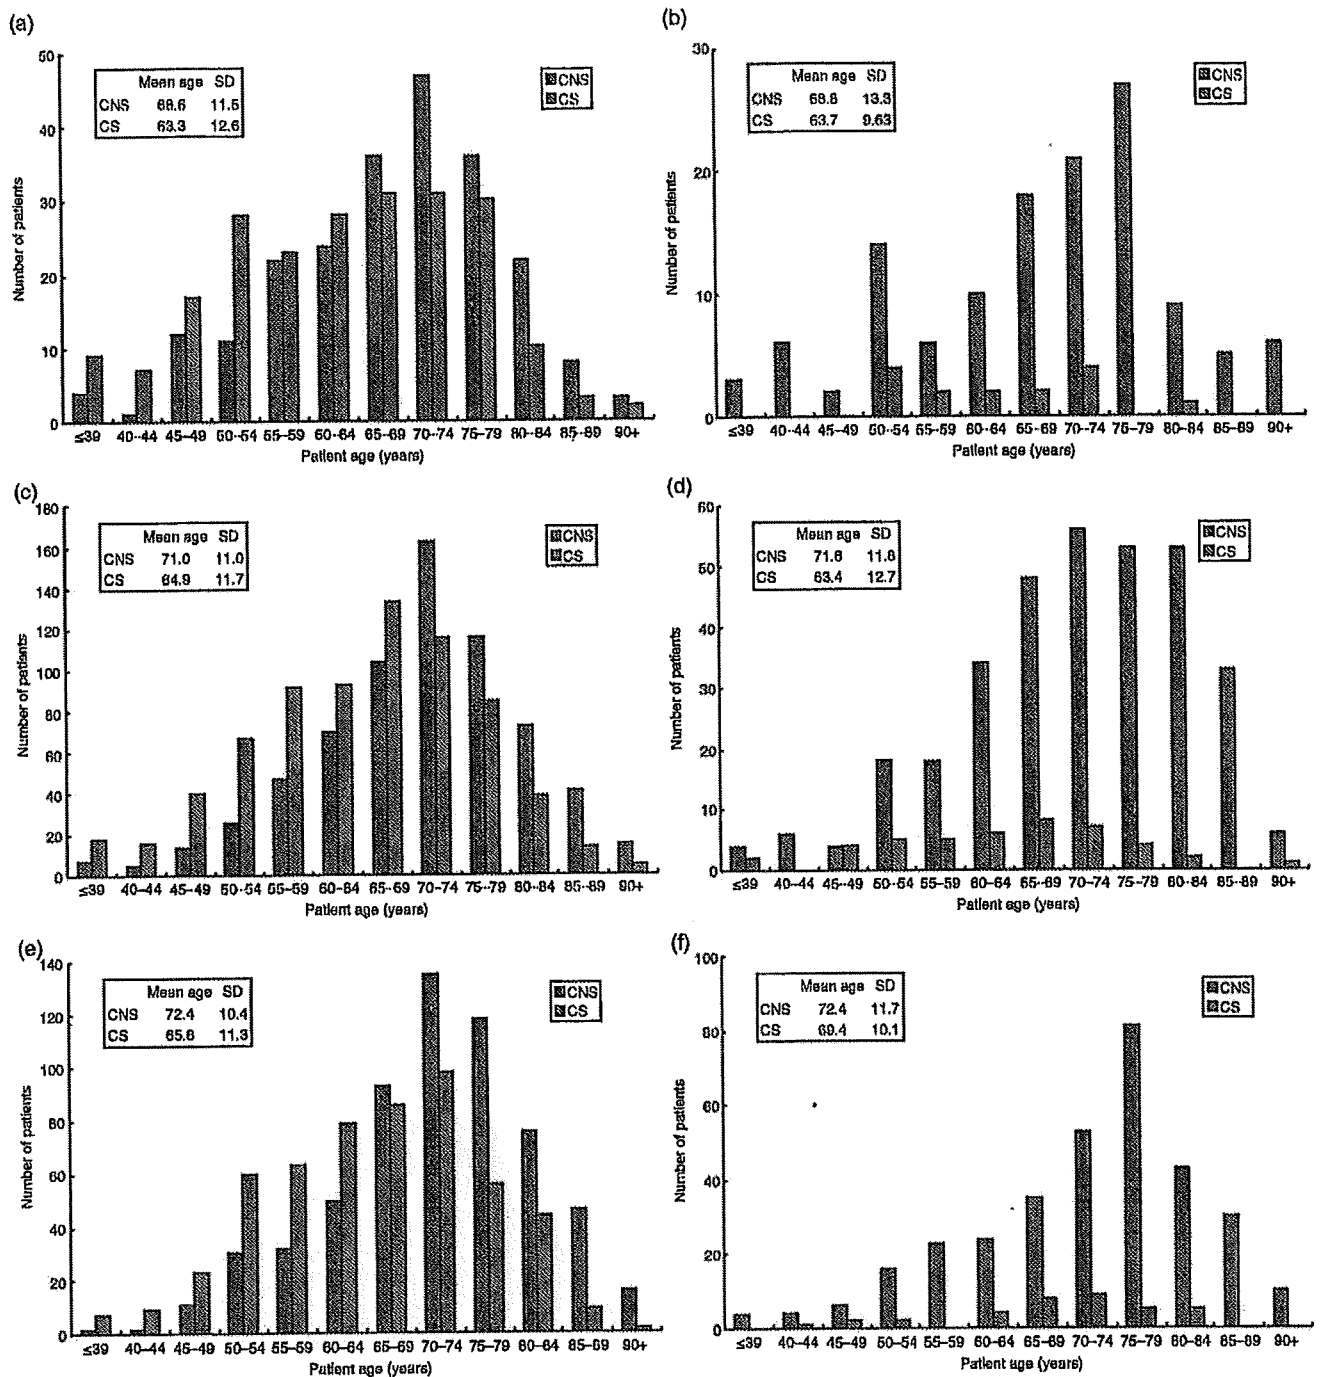 (a)
50
40
30
20
10
0
Mean age SD
CNS 68.6 11.5
CS 63.3 12.6
CNS
CS
Number of patients
≤39 40–44 45–49 50–54 55–59 60–64 65–69 70–74 75–79 80–84 85–89 90+
Patient age (years)
(b)
30
20
10
0
Mean age SD
CNS 68.8 13.3
CS 63.7 9.63
CNS
CS
Number of patients
≤39 40–44 45–49 50–54 55–59 60–64 65–69 70–74 75–79 80–84 85–89 90+
Patient age (years)
(c)
180
160
140
120
100
80
60
40
20
0
Mean age SD
CNS 71.0 11.0
CS 64.9 11.7
CNS
CS
Number of patients
≤39 40–44 45–49 50–54 55–59 60–64 65–69 70–74 75–79 80–84 85–89 90+
Patient age (years)
(d)
60
50
40
30
20
10
0
Mean age SD
CNS 71.6 11.8
CS 63.4 12.7
CNS
CS
Number of patients
≤39 40–44 45–49 50–54 55–59 60–64 65–69 70–74 75–79 80–84 85–89 90+
Patient age (years)
(e)
140
120
100
80
60
40
20
0
Mean age SD
CNS 72.4 10.4
CS 65.8 11.3
CNS
CS
Number of patients
≤39 40–44 45–49 50–54 55–59 60–64 65–69 70–74 75–79 80–84 85–89 90+
Patient age (years)
(f)
100
80
60
40
20
0
Mean age SD
CNS 72.4 11.7
CS 69.4 10.1
CNS
CS
Number of patients
≤39 40–44 45–49 50–54 55–59 60–64 65–69 70–74 75–79 80–84 85–89 90+
Patient age (years)